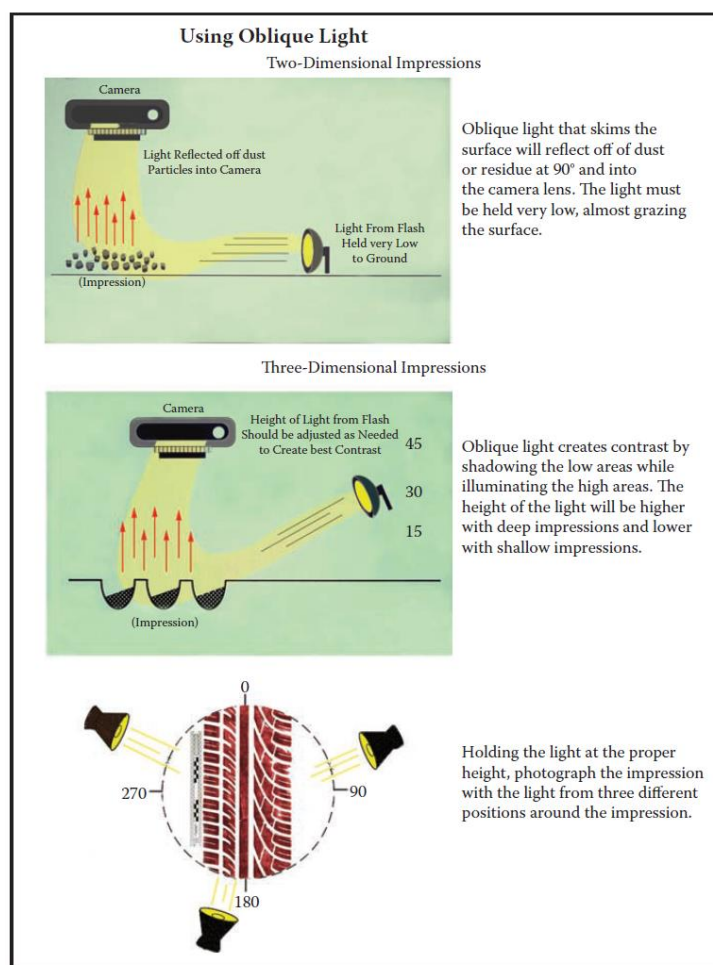 Using Oblique Light
Two-Dimensional Impressions
Camera
Light Reflected off dust
Particles into Camera
Light From Flash
Held very Low
to Ground
(Impression)
Oblique light that skims the
surface will reflect off of dust
or residue at 90° and into
the camera lens. The light must
be held very low, almost grazing
the surface.
Three-Dimensional Impressions
Camera
Height of Light from Flash
Should be adjusted as Needed
to Create best Contrast
45
30
15
(Impression)
Oblique light creates contrast by
shadowing the low areas while
illuminating the high areas. The
height of the light will be higher
with deep impressions and lower
with shallow impressions.
0
270
90
180
Holding the light at the proper
height, photograph the impression
with the light from three different
positions around the impression.